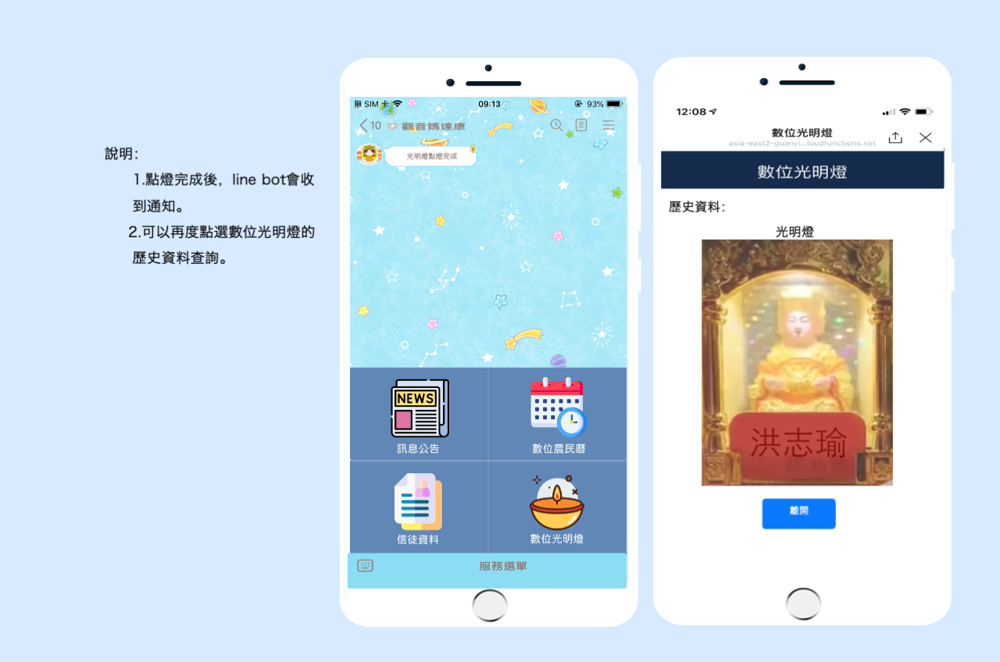 說明：
1.點燈完成後，line bot會收
到通知。
2.可以再度點選數位光明燈的
歷史資料查詢。
無 SIM 卡
09:13
93%
10
觀音媽達康
光明燈點燈完成
NEWS
訊息公告
數位農民曆
信徒資料
數位光明燈
服務選單
12:08
數位光明燈
asia-east2-guanyi...loudfunctions.net
數位光明燈
歷史資料：
光明燈
洪志瑜
離開